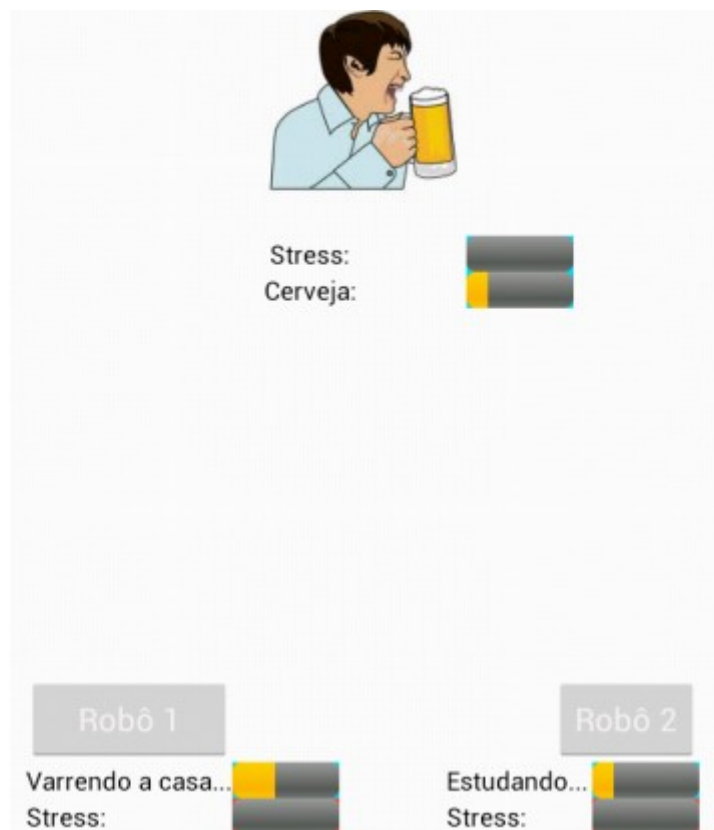 Stress:
Cerveja:
Robô 1
Robô 2
Varrendo a casa...
Estudando...
Stress:
Stress: